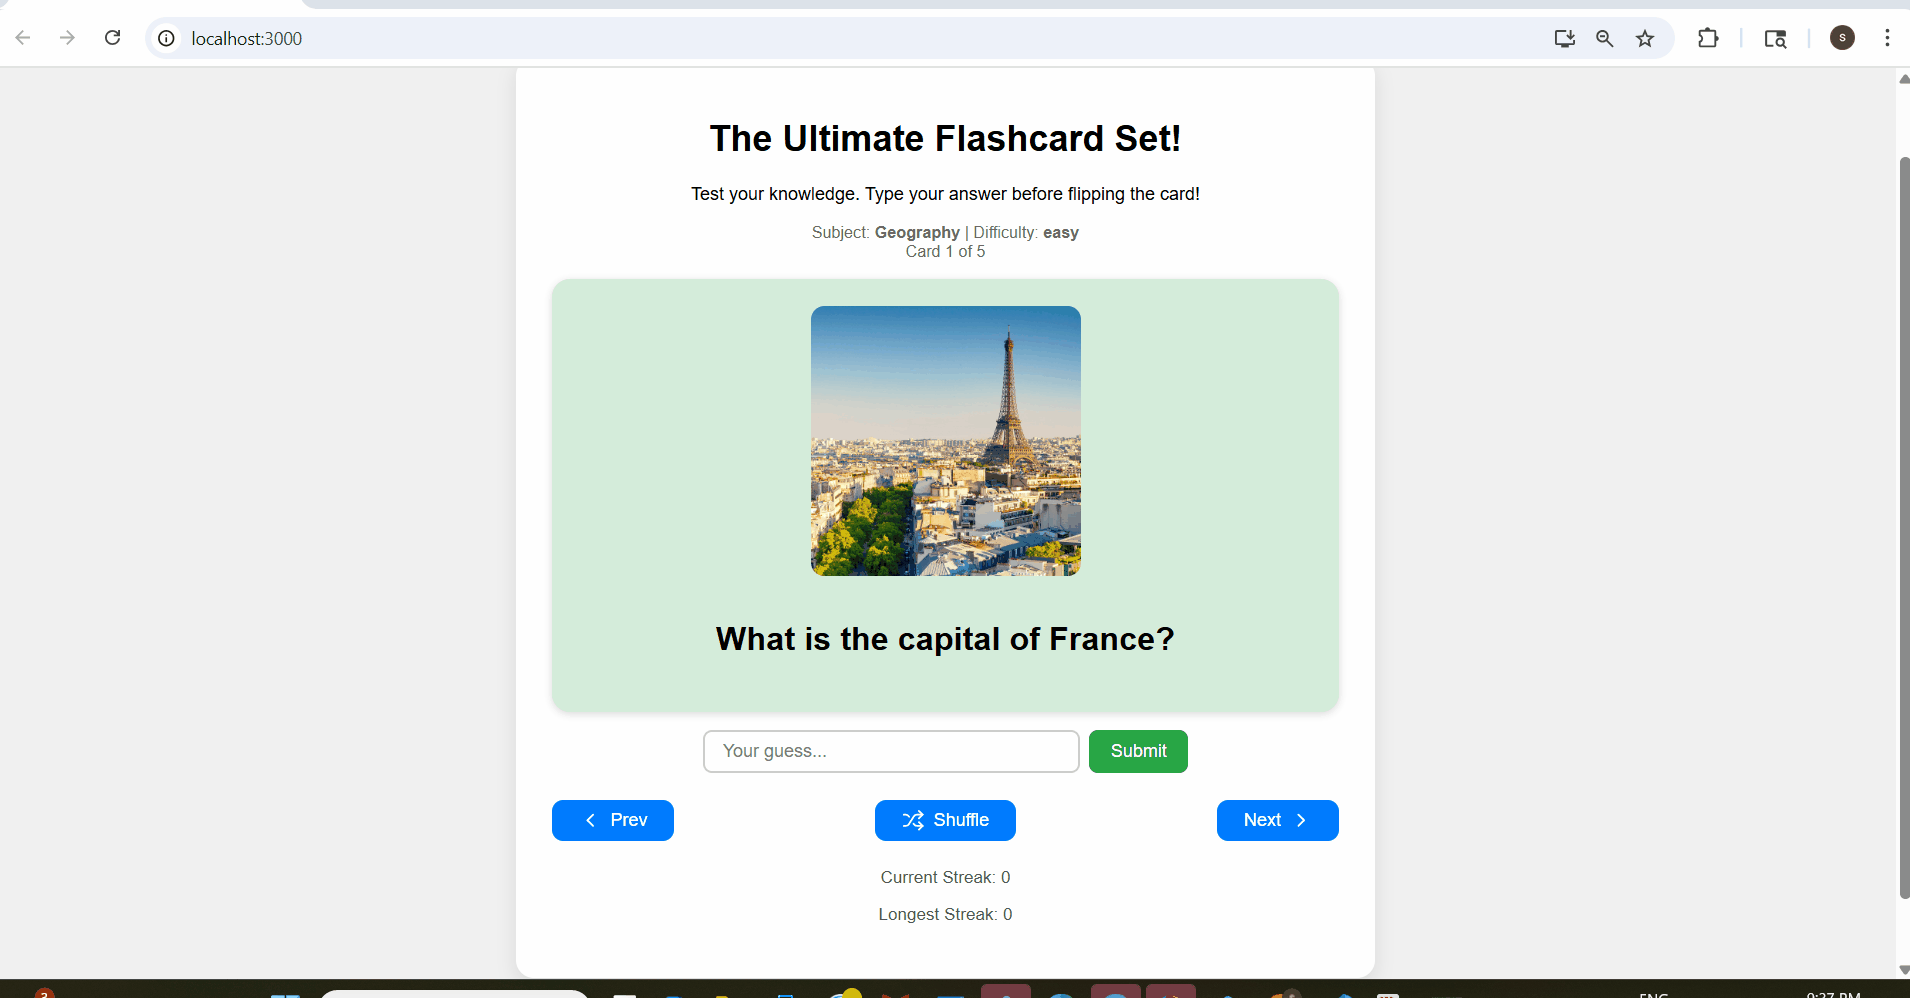 localhost:3000
S
The Ultimate Flashcard Set!
Test your knowledge. Type your answer before flipping the card!
Subject: Geography | Difficulty: easy
Card 1 of 5
What is the capital of France?
Your guess...
Submit
Prev
Shuffle
Next
Current Streak: 0
Longest Streak: 0